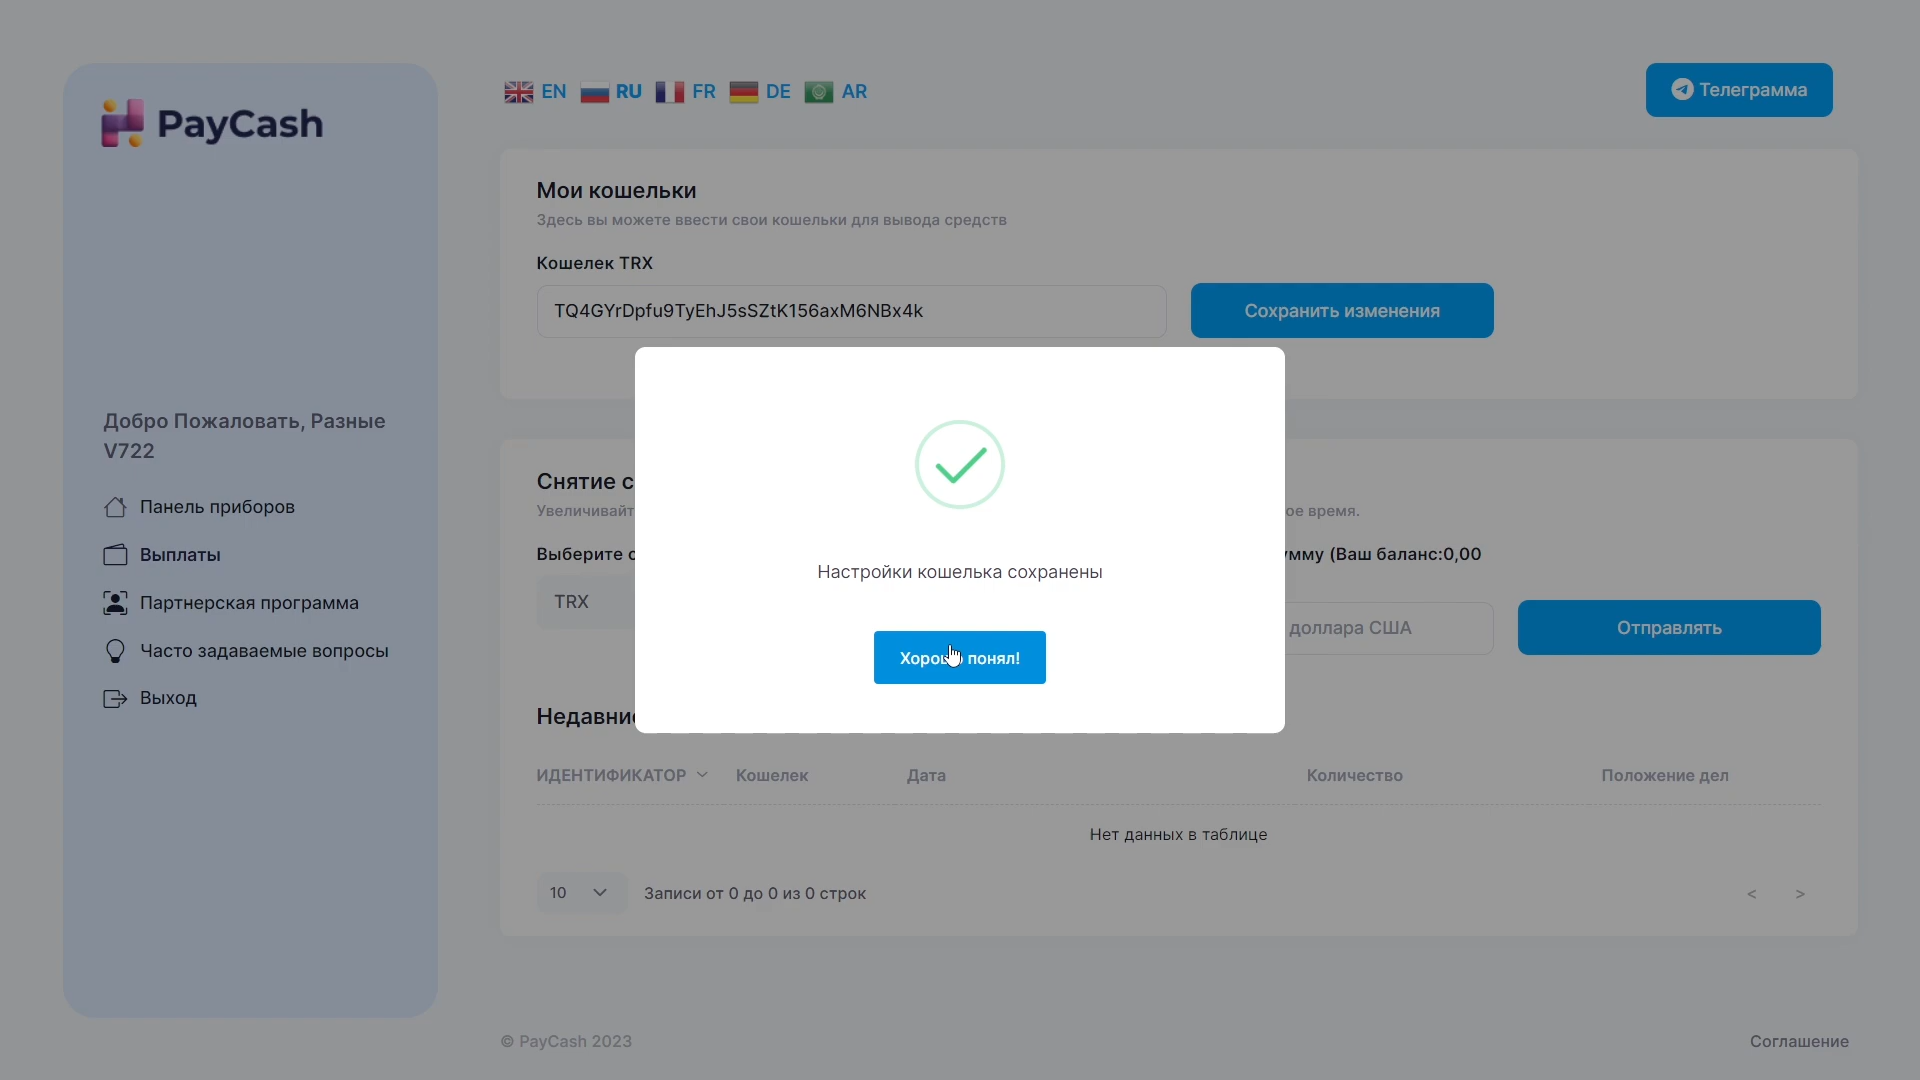 PayCash
EN RU FR DE AR
Телеграмма
Мои кошельки
Здесь вы можете ввести свои кошельки для вывода средств
Кошелек TRX
TQ4GYrDpfu9TyEhJ5sSZtK156axM6NBx4k
Сохранить изменения
Добро Пожаловать, Разные
V722
Панель приборов
Выплаты
Партнерская программа
Часто задаваемые вопросы
Выход
Снятие
ое время.
Выберите
умму (Ваш баланс:0,00
TRX
доллара США
Отправлять
Настройки кошелька сохранены
понял!
ИДЕНТИФИКАТОР Кошелек Дата Количество Положение дел
Нет данных в таблице
10 Записи от 0 до 0 из 0 строк < >
© PayCash 2023
Соглашение